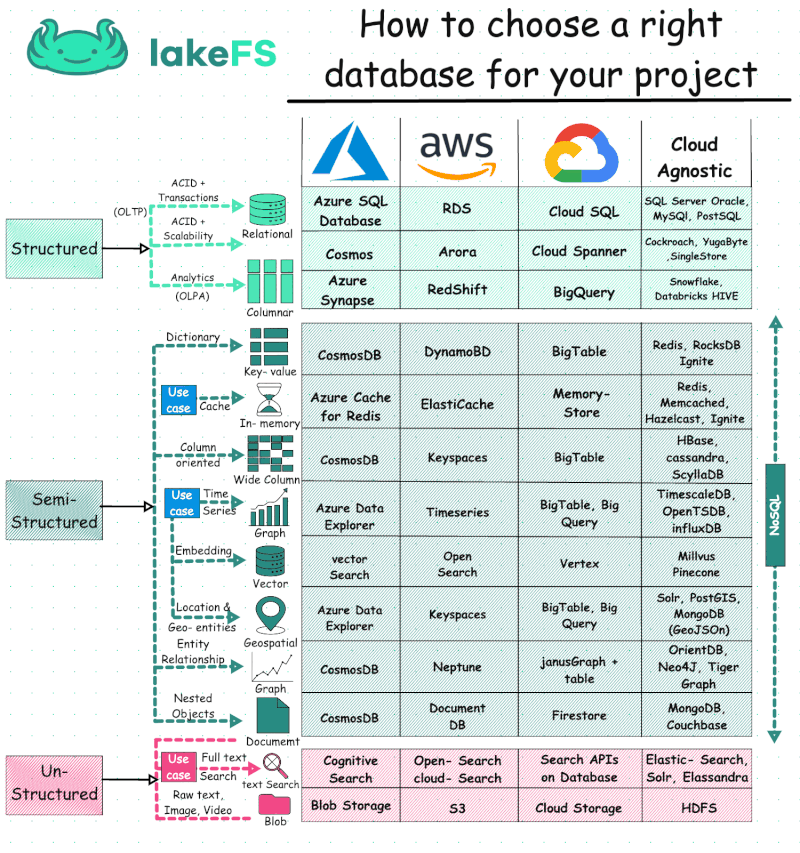 lakeFS
How to choose a right
database for your project
aws
Cloud
Agnostic
Structured
(OLTP)
ACID +
Transactions
Relational
Azure SQL
Database
RDS
Cloud SQL
SQL Server Oracle,
MySQl, PostSQL
ACID +
Scalability
Cosmos
Arora
Cloud Spanner
Cockroach, YugaByte
,SingleStore
Analytics
(OLPA)
Columnar
Azure
Synapse
RedShift
BigQuery
Snowflake,
Databricks HIVE
Semi-
Structured
Dictionary
Key- value
CosmosDB
DynamoBD
BigTable
Redis, RocksDB
Ignite
Use
case
Cache
In- memory
Azure Cache
for Redis
ElastiCache
Memory-
Store
Redis,
Memcached,
Hazelcast, Ignite
Column
oriented
Wide Column
CosmosDB
Keyspaces
BigTable
HBase,
cassandra,
ScyllaDB
Use
case
Time
Series
Graph
Azure Data
Explorer
Timeseries
BigTable, Big
Query
TimescaleDB,
OpenTSDB,
influxDB
Embedding
Vector
vector
Search
Open
Search
Vertex
Millvus
Pinecone
Location &
Geo- entities
Geospatial
Azure Data
Explorer
Keyspaces
BigTable, Big
Query
Solr, PostGIS,
MongoDB
(GeoJSOn)
Entity
Relationship
Graph
CosmosDB
Neptune
janusGraph +
table
OrientDB,
Neo4J, Tiger
Graph
Nested
Objects
Document
CosmosDB
Document
DB
Firestore
MongoDB,
Couchbase
NoSQL
Un-
Structured
Use
case
Full text
Search
text Search
Cognitive
Search
Open- Search
cloud- Search
Search APIs
on Database
Elastic- Search,
Solr, Elassandra
Raw text,
Image, Video
Blob
Blob Storage
S3
Cloud Storage
HDFS